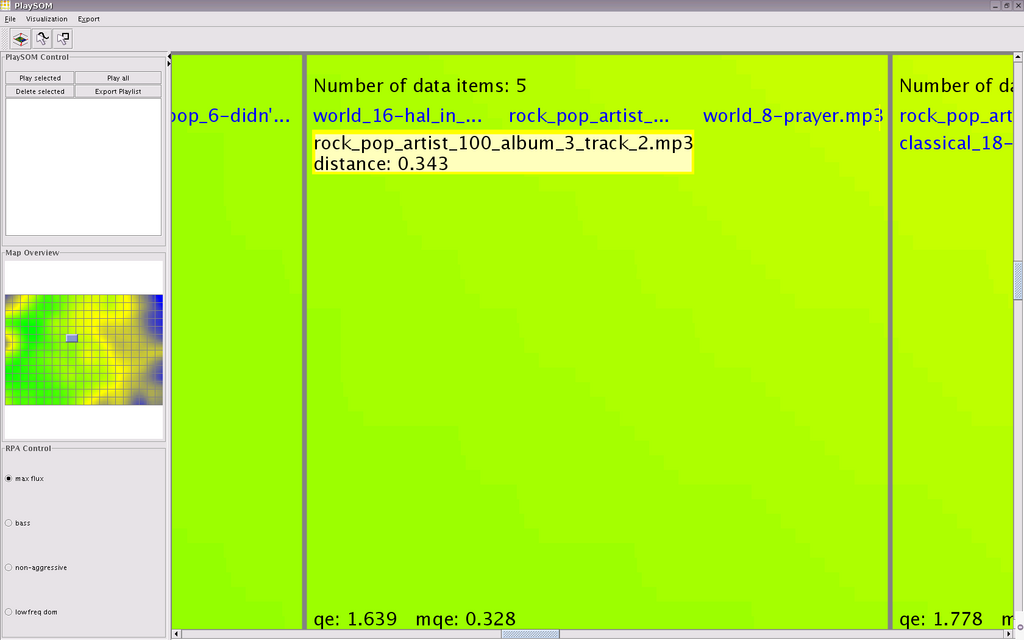 PlaySOM
File Visualization Export
PlaySOM Control
Play selected Play all
Delete selected Export Playlist
Map Overview
RPA Control
max flux
bass
non-aggressive
lowfreq dom
pop_6-didn'...
Number of data items: 5
world_16-hal_in_... rock_pop_artist_... world_8-prayer.mp3
rock_pop_artist_100_album_3_track_2.mp3
distance: 0.343
qe: 1.639 mqe: 0.328
Number of da
rock_pop_art
classical_18-
qe: 1.778 m